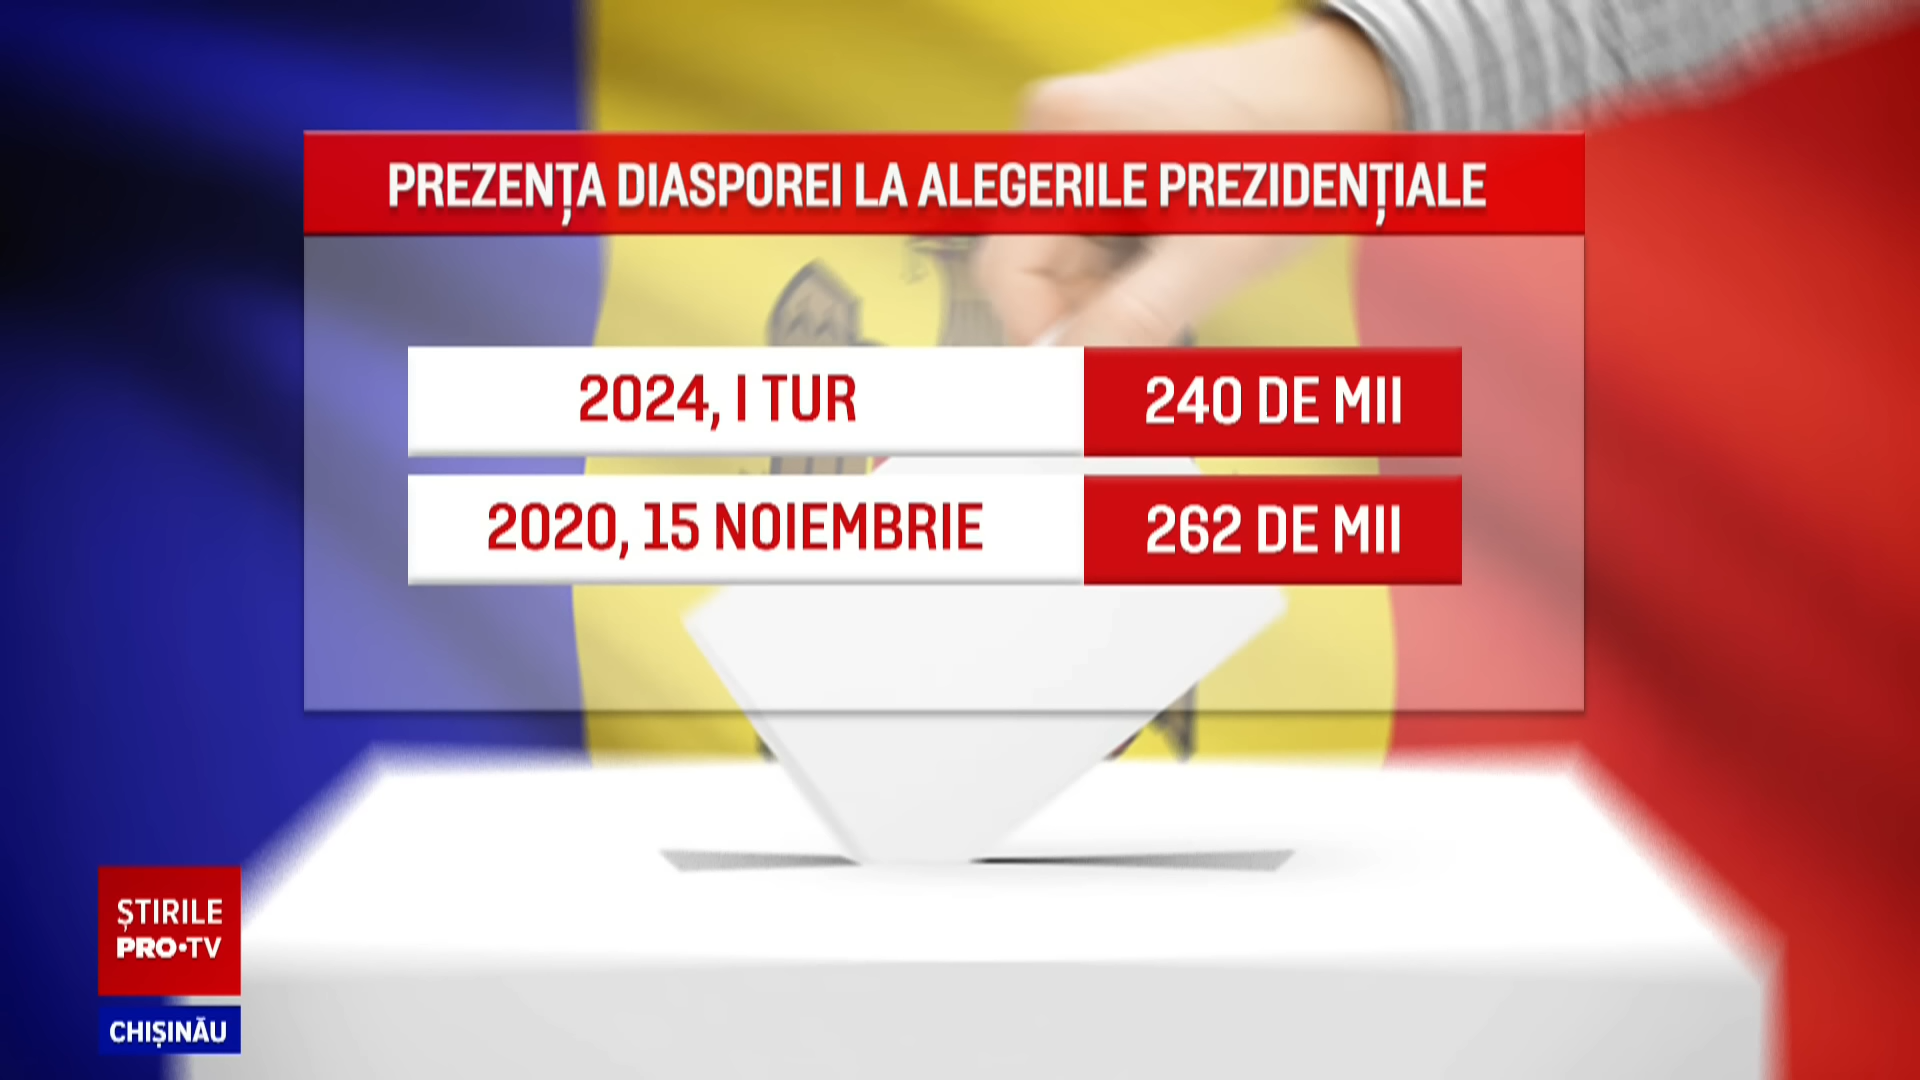 PREZENȚA DIASPOREI LA ALEGERILE PREZIDENȚIALE
2024, I TUR 240 DE MII
2020, 15 NOIEMBRIE 262 DE MII
ȘTIRILE
PRO•TV
CHIȘINĂU